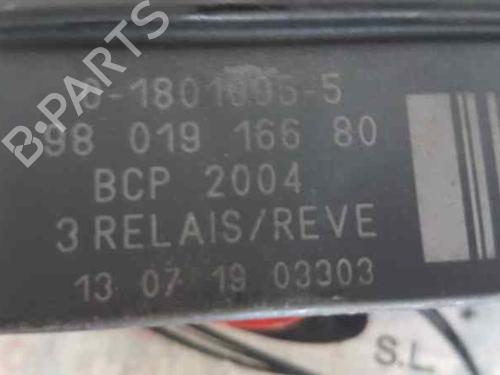 98 019 166 80
BCP 2004
3 RELAIS/REVE
13 07 19 03303
S.L.
B-PARTS